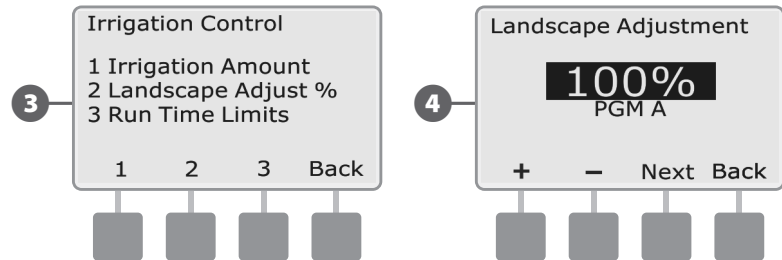 3
Irrigation Control
1 Irrigation Amount
2 Landscape Adjust %
3 Run Time Limits
1 2 3 Back
4
Landscape Adjustment
100%
PGM A
+ – Next Back